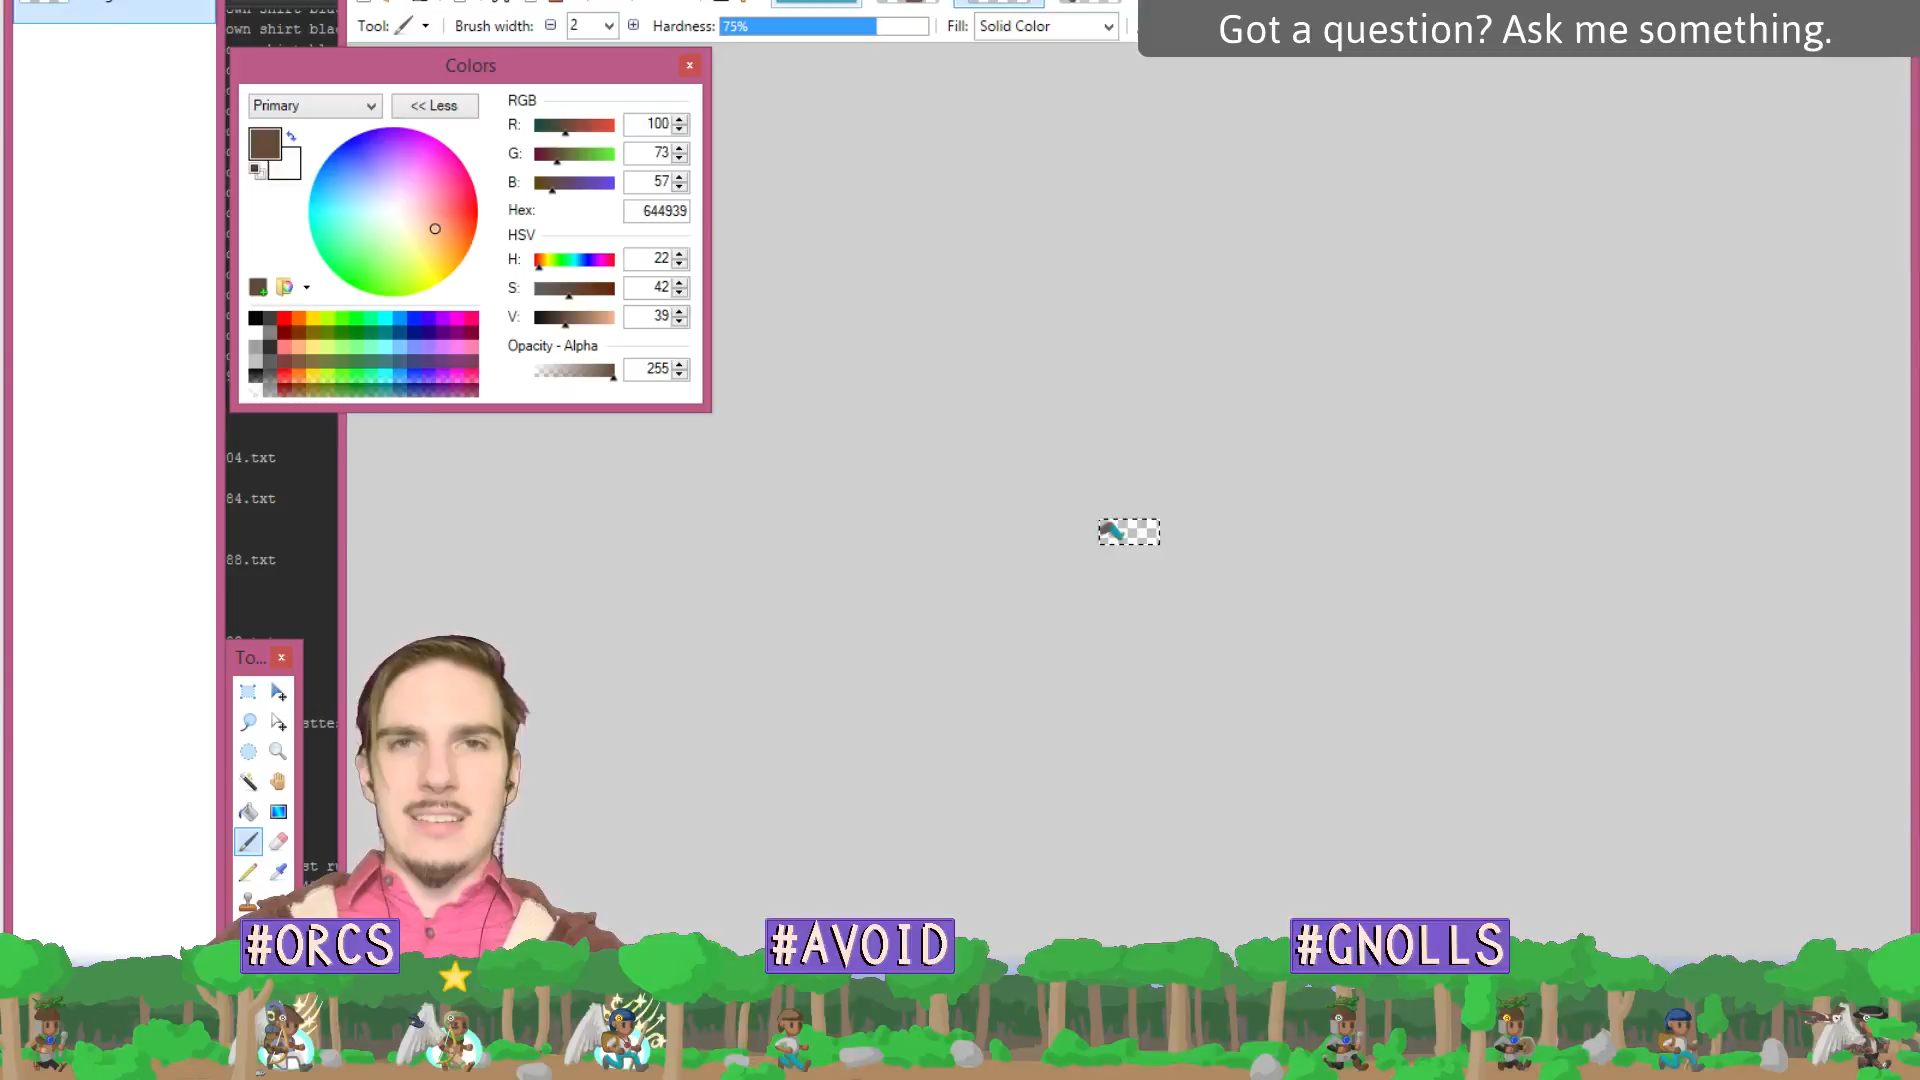 own shirt blac
Tool:
Brush width:
2
Hardness:
75%
Fill:
Solid Color
Got a question? Ask me something.
Colors
Primary
<< Less
RGB
R:
100
G:
73
B:
57
Hex:
644939
HSV
H:
22
S:
42
V:
39
Opacity - Alpha
255
04.txt
84.txt
88.txt
To...
#ORCS
#AVOID
#GNOLLS